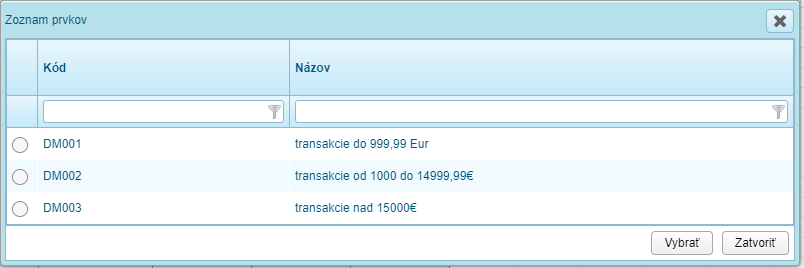 Zoznam prvkov
Kód Názov
DM001 transakcie do 999,99 Eur
DM002 transakcie od 1000 do 14999,99€
DM003 transakcie nad 15000€
Vybrať Zatvoriť